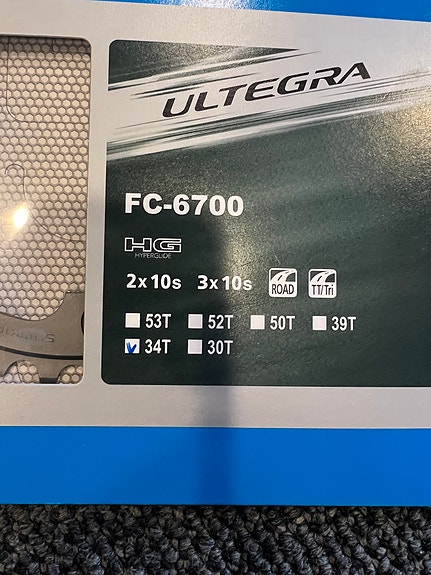 ULTEGRA
FC-6700
HG
HYPERGLIDE
2x10s 3x10s ROAD TT/Tri
53T 52T 50T 39T
34T 30T